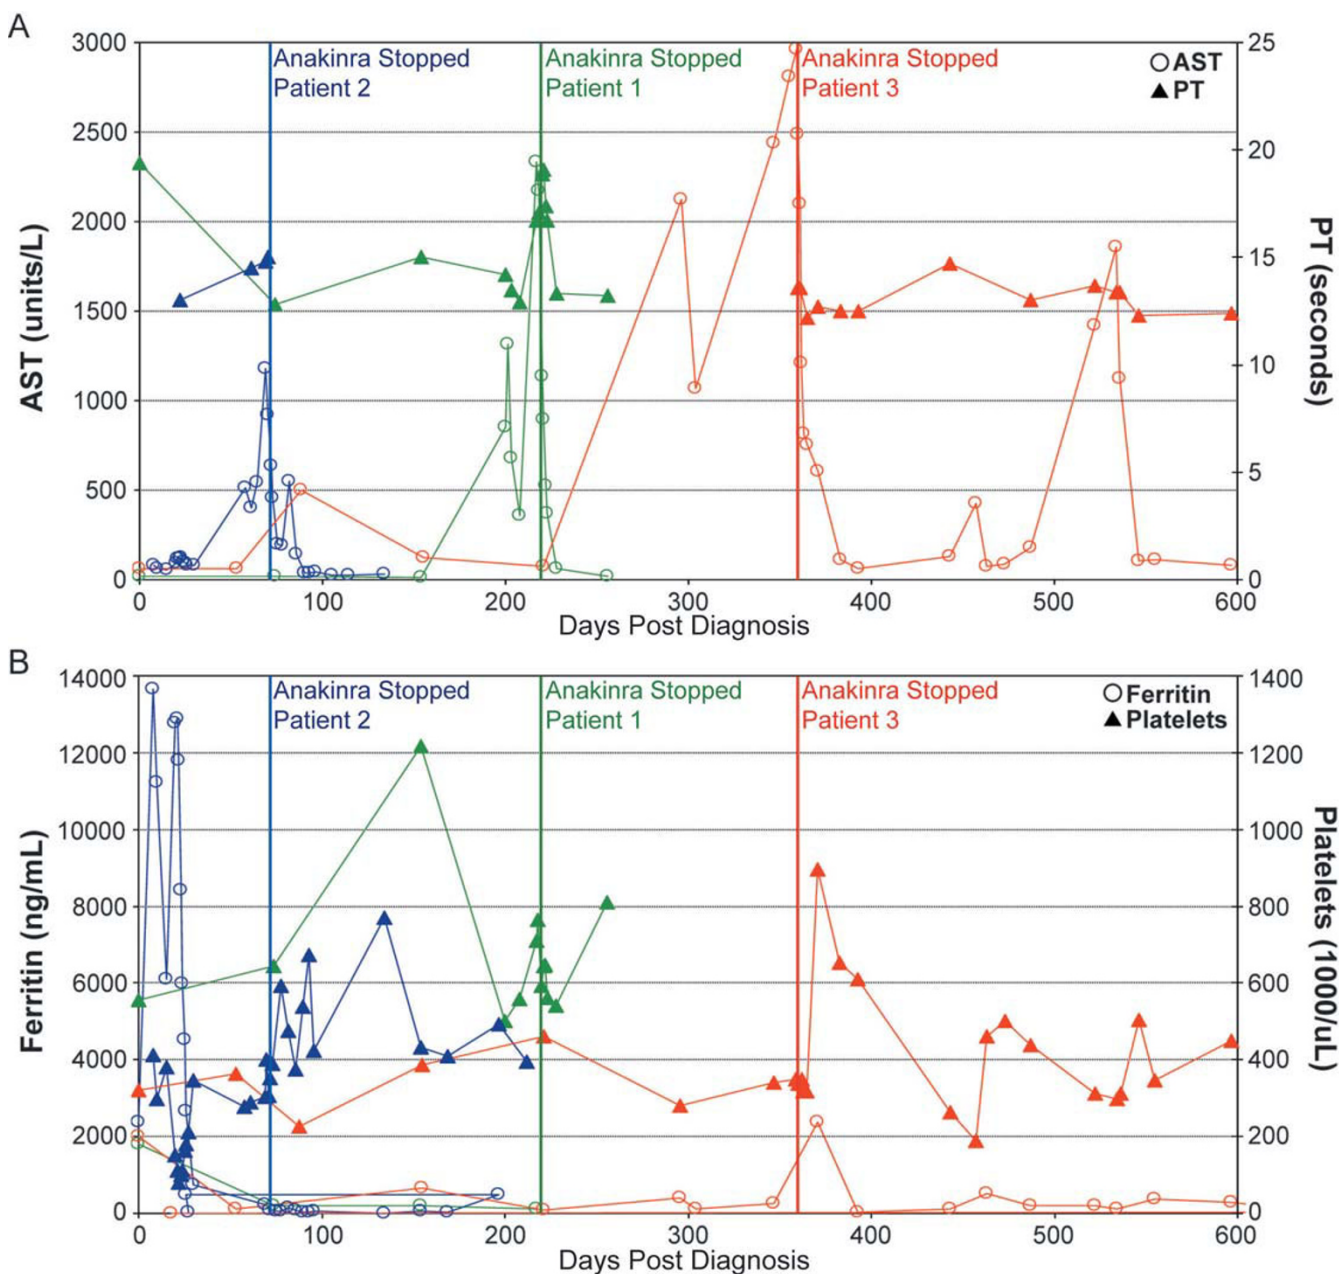 A
3000
2500
2000
1500
1000
500
0
AST (units/L)
Anakinra Stopped
Patient 2
Anakinra Stopped
Patient 1
Anakinra Stopped
Patient 3
AST
PT
25
20
15
10
5
0
PT (seconds)
0 100 200 300 400 500 600
Days Post Diagnosis
B
14000
12000
10000
8000
6000
4000
2000
0
Ferritin (ng/mL)
Anakinra Stopped
Patient 2
Anakinra Stopped
Patient 1
Anakinra Stopped
Patient 3
Ferritin
Platelets
1400
1200
1000
800
600
400
200
0
Platelets (1000/uL)
0 100 200 300 400 500 600
Days Post Diagnosis